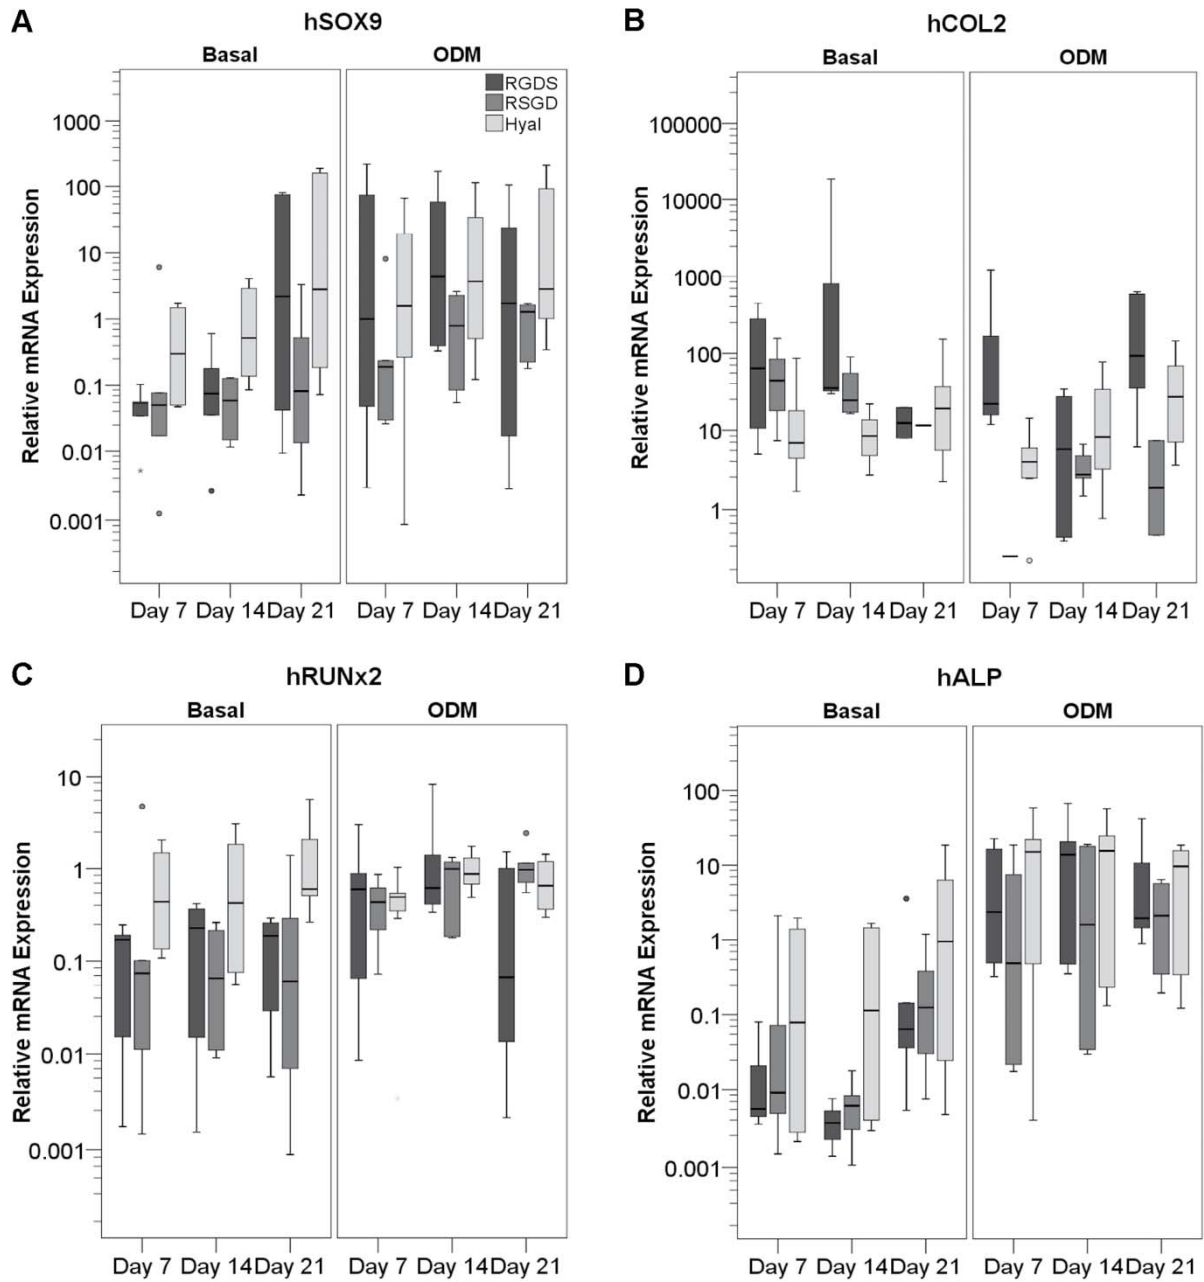 A
hSOX9
Basal ODM
RGDS
RSGD
Hyal
1000
100
10
1
0.1
0.01
0.001
Relative mRNA Expression
Day 7 Day 14 Day 21 Day 7 Day 14 Day 21
B
hCOL2
Basal ODM
100000
10000
1000
100
10
1
Relative mRNA Expression
Day 7 Day 14 Day 21 Day 7 Day 14 Day 21
C
hRUNx2
Basal ODM
10
1
0.1
0.01
0.001
Relative mRNA Expression
Day 7 Day 14 Day 21 Day 7 Day 14 Day 21
D
hALP
Basal ODM
100
10
1
0.1
0.01
0.001
Relative mRNA Expression
Day 7 Day 14 Day 21 Day 7 Day 14 Day 21